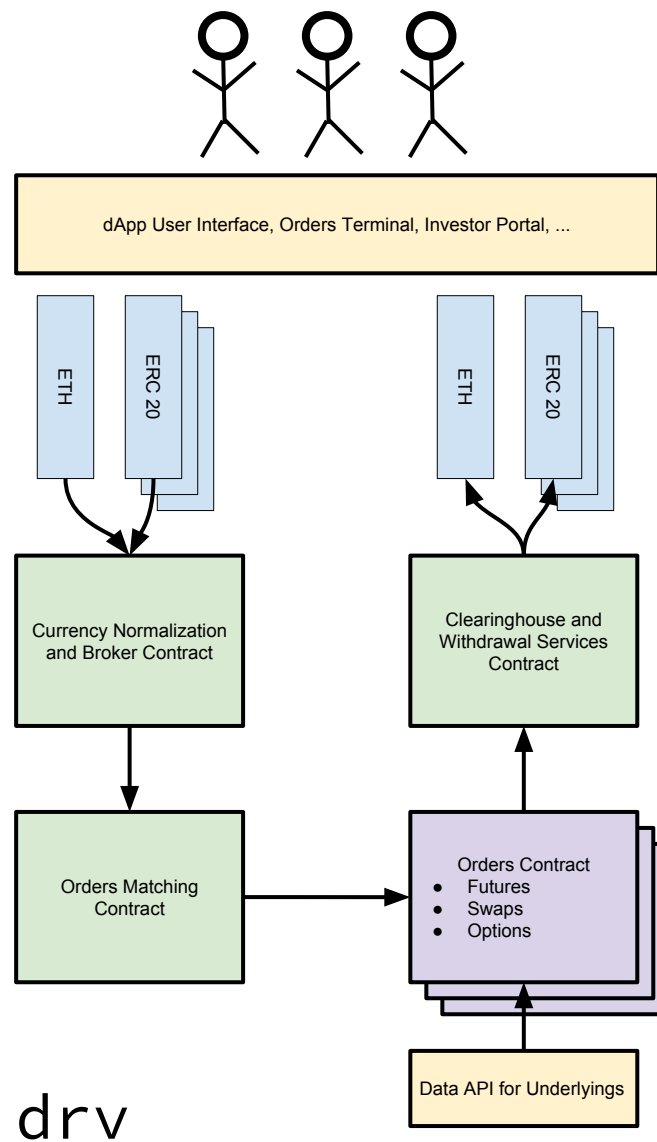 dApp User Interface, Orders Terminal, Investor Portal, ...
ETH
ERC 20
ETH
ERC 20
Currency Normalization
and Broker Contract
Clearinghouse and
Withdrawal Services
Contract
Orders Matching
Contract
Orders Contract
● Futures
● Swaps
● Options
Data API for Underlyings
drv